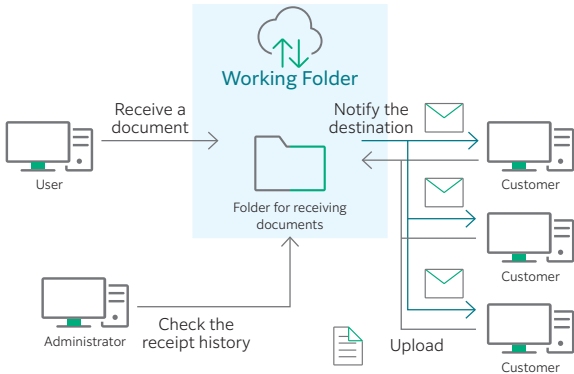 Working Folder
Receive a
document
Notify the
destination
User
Folder for receiving
documents
Customer
Customer
Administrator
Check the
receipt history
Upload
Customer